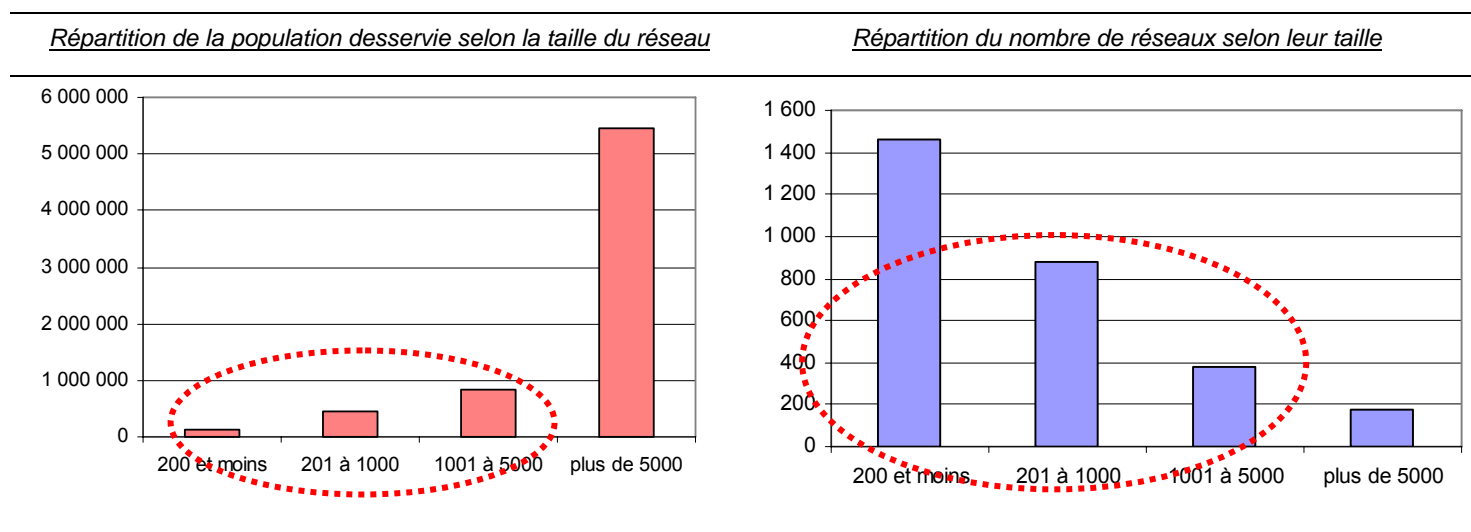 Répartition de la population desservie selon la taille du réseau
6 000 000
5 000 000
4 000 000
3 000 000
2 000 000
1 000 000
0
200 et moins 201 à 1000 1001 à 5000 plus de 5000
Répartition du nombre de réseaux selon leur taille
1 600
1 400
1 200
1 000
800
600
400
200
0
200 et moins 201 à 1000 1001 à 5000 plus de 5000